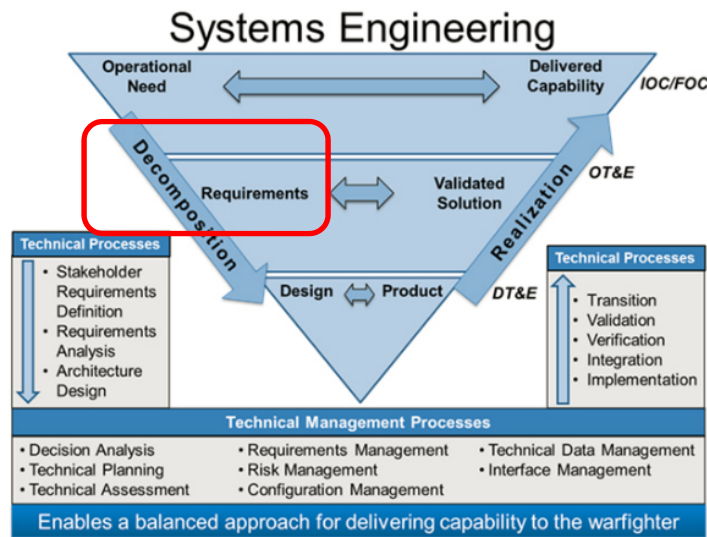 Systems Engineering
Operational
Need
Delivered
Capability
IOC/FOC
Decomposition
Requirements
Validated
Solution
Realization
OT&E
Technical Processes
• Stakeholder
Requirements
Definition
• Requirements
Analysis
• Architecture
Design
Design
Product
DT&E
Technical Processes
• Transition
• Validation
• Verification
• Integration
• Implementation
Technical Management Processes
• Decision Analysis
• Technical Planning
• Technical Assessment
• Requirements Management
• Risk Management
• Configuration Management
• Technical Data Management
• Interface Management
Enables a balanced approach for delivering capability to the warfighter